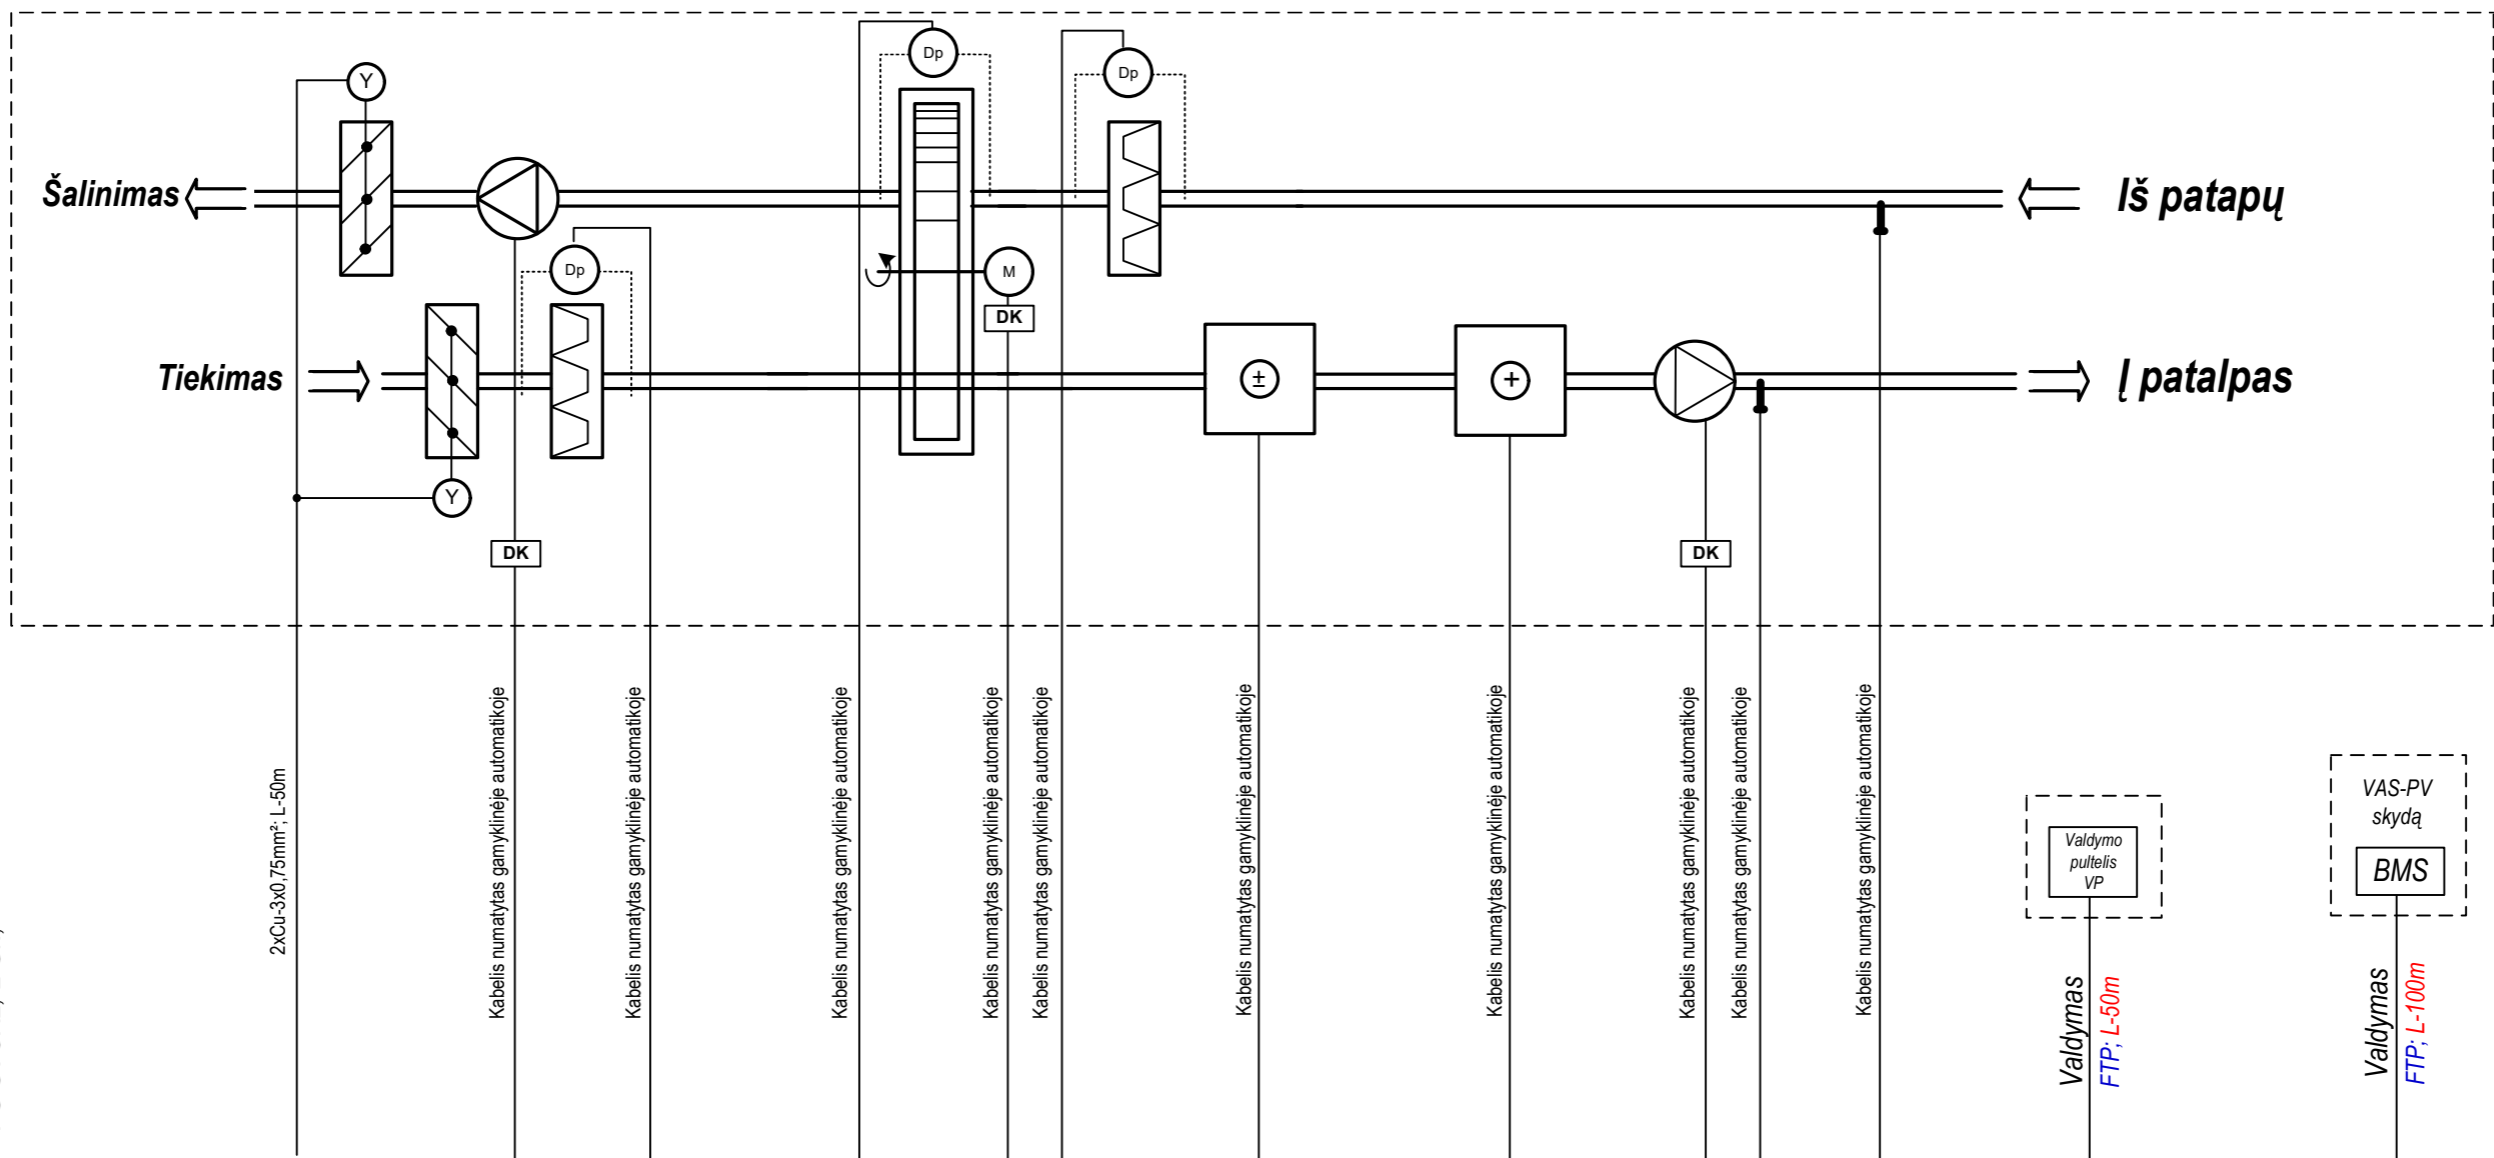 Dp
Dp
Y
Šalinimas
Iš patapų
Dp
M
DK
Tiekimas
±
+
Į patalpas
Y
DK
DK
2xCu-3x0,75mm²; L-50m
Kabelis numatytas gamyklinėje automatikoje
Kabelis numatytas gamyklinėje automatikoje
Kabelis numatytas gamyklinėje automatikoje
Kabelis numatytas gamyklinėje automatikoje
Kabelis numatytas gamyklinėje automatikoje
Kabelis numatytas gamyklinėje automatikoje
Kabelis numatytas gamyklinėje automatikoje
Kabelis numatytas gamyklinėje automatikoje
Kabelis numatytas gamyklinėje automatikoje
Kabelis numatytas gamyklinėje automatikoje
Valdymo
pultelis
VP
Valdymas
FTP; L-50m
VAS-PV
skydą
BMS
Valdymas
FTP; L-100m